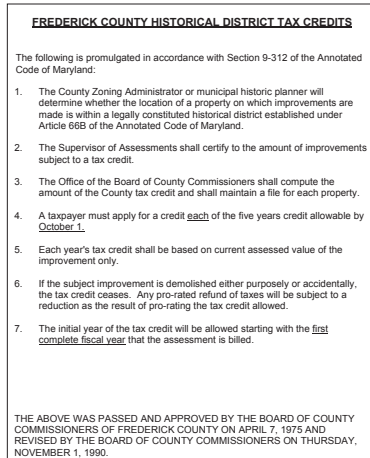 FREDERICK COUNTY HISTORICAL DISTRICT TAX CREDITS
The following is promulgated in accordance with Section 9-312 of the Annotated
Code of Maryland:
1. The County Zoning Administrator or municipal historic planner will
determine whether the location of a property on which improvements are
made is within a legally constituted historical district established under
Article 66B of the Annotated Code of Maryland.
2. The Supervisor of Assessments shall certify to the amount of improvements
subject to a tax credit.
3. The Office of the Board of County Commissioners shall compute the
amount of the County tax credit and shall maintain a file for each property.
4. A taxpayer must apply for a credit each of the five years credit allowable by
October 1.
5. Each year's tax credit shall be based on current assessed value of the
improvement only.
6. If the subject improvement is demolished either purposely or accidentally,
the tax credit ceases. Any pro-rated refund of taxes will be subject to a
reduction as the result of pro-rating the tax credit allowed.
7. The initial year of the tax credit will be allowed starting with the first
complete fiscal year that the assessment is billed.
THE ABOVE WAS PASSED AND APPROVED BY THE BOARD OF COUNTY
COMMISSIONERS OF FREDERICK COUNTY ON APRIL 7, 1975 AND
REVISED BY THE BOARD OF COUNTY COMMISSIONERS ON THURSDAY,
NOVEMBER 1, 1990.